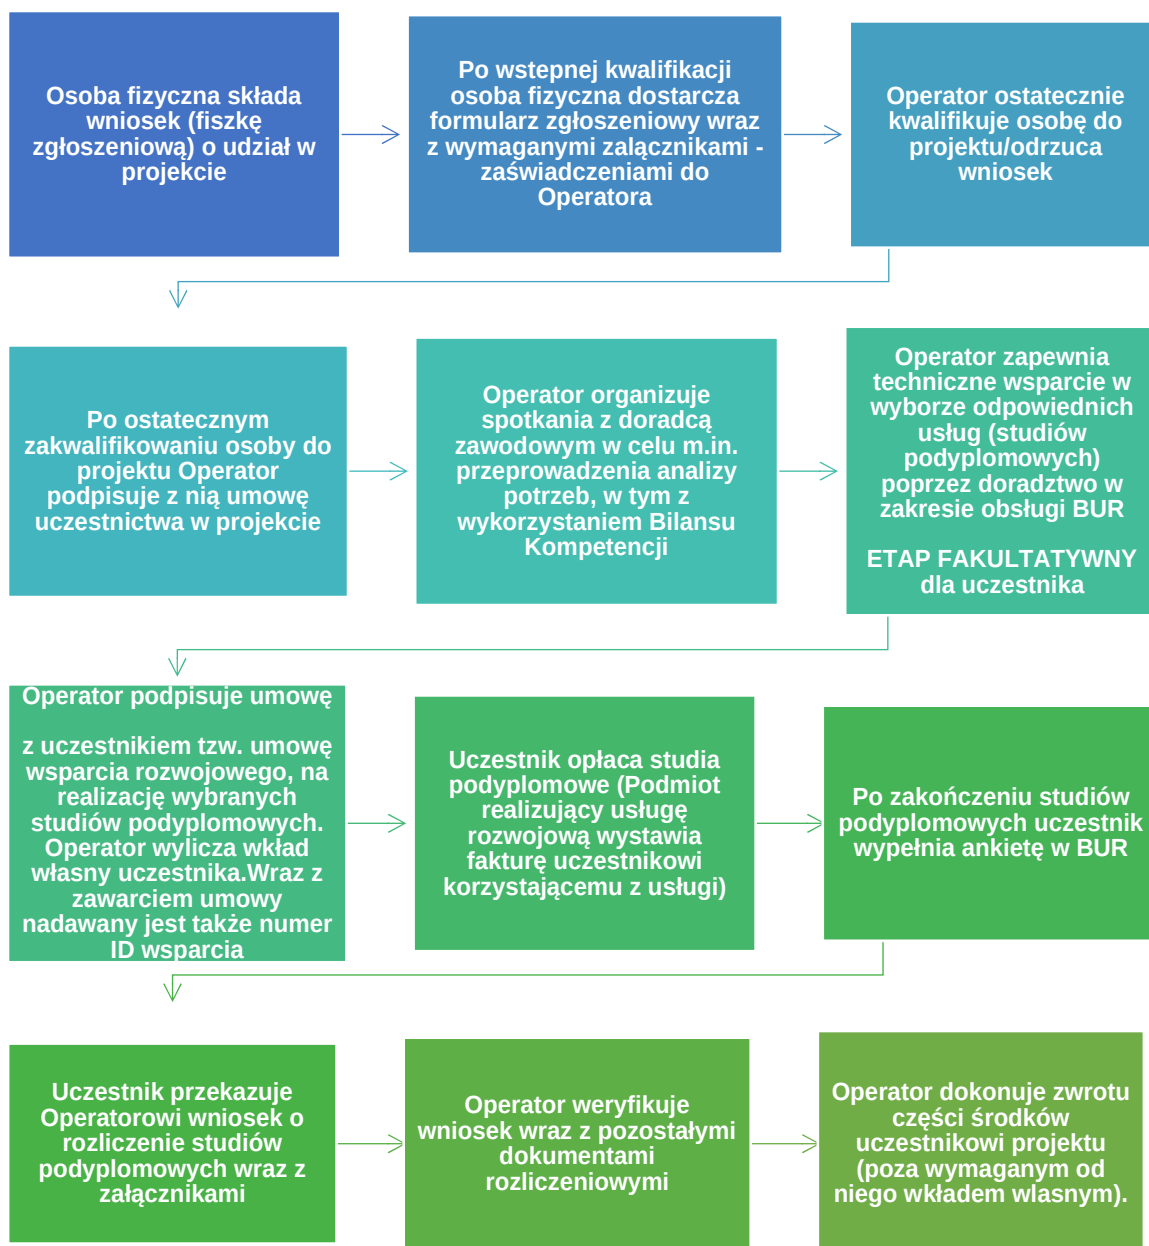 Osoba fizyczna składa
wniosek (fiszkę
zgłoszeniową) o udział w
projekcie
Po wstepnej kwalifikacji
osoba fizyczna dostarcza
formularz zgłoszeniowy wraz
z wymaganymi załącznikami -
zaświadczeniami do
Operatora
Operator ostatecznie
kwalifikuje osobę do
projektu/odrzuca
wniosek
Po ostatecznym
zakwalifikowaniu osoby do
projektu Operator
podpisuje z nią umowę
uczestnictwa w projekcie
Operator organizuje
spotkania z doradcą
zawodowym w celu m.in.
przeprowadzenia analizy
potrzeb, w tym z
wykorzystaniem Bilansu
Kompetencji
Operator zapewnia
techniczne wsparcie w
wyborze odpowiednich
usług (studiów
podyplomowych)
poprzez doradztwo w
zakresie obsługi BUR
ETAP FAKULTATYWNY
dla uczestnika
Operator podpisuje umowę
z uczestnikiem tzw. umowę
wsparcia rozwojowego, na
realizację wybranych
studiów podyplomowych.
Operator wylicza wkład
własny uczestnika.Wraz z
zawarciem umowy
nadawany jest także numer
ID wsparcia
Uczestnik opłaca studia
podyplomowe (Podmiot
realizujący usługę
rozwojową wystawia
fakturę uczestnikowi
korzystającemu z usługi)
Po zakończeniu studiów
podyplomowych uczestnik
wypełnia ankietę w BUR
Uczestnik przekazuje
Operatorowi wniosek o
rozliczenie studiów
podyplomowych wraz z
załącznikami
Operator weryfikuje
wniosek wraz z pozostałymi
dokumentami
rozliczeniowymi
Operator dokonuje zwrotu
części środków
uczestnikowi projektu
(poza wymaganym od
niego wkładem wlasnym).